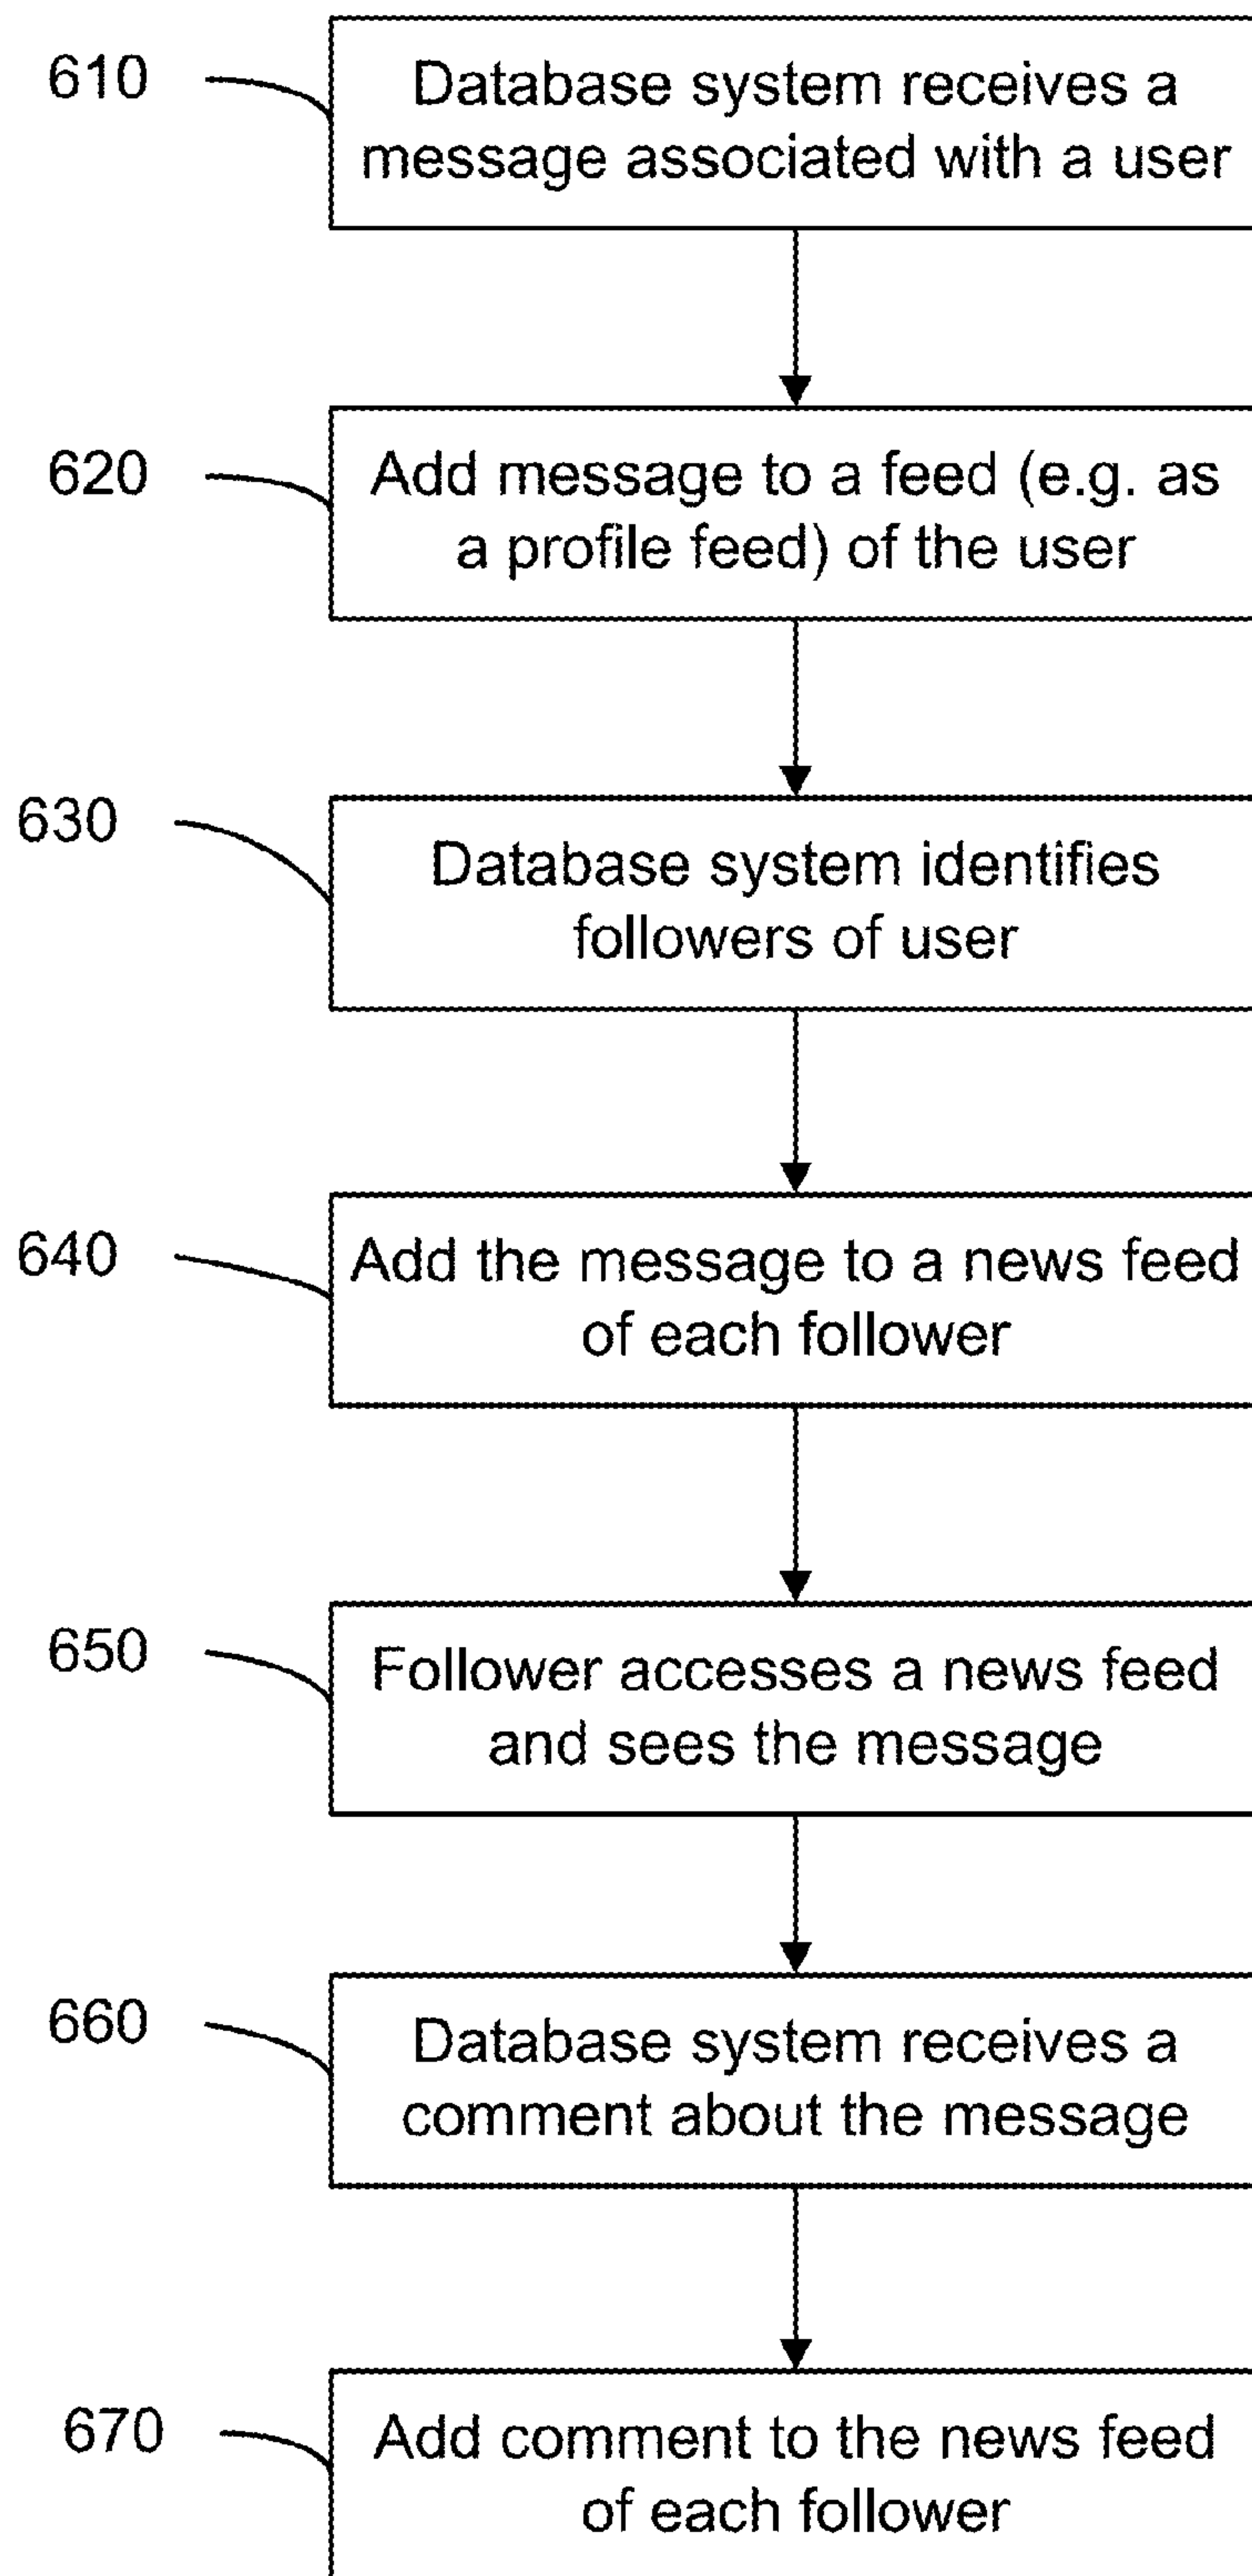 610
Database system receives a
message associated with a user
620
Add message to a feed (e.g. as
a profile feed) of the user
630
Database system identifies
followers of user
640
Add the message to a news feed
of each follower
650
Follower accesses a news feed
and sees the message
660
Database system receives a
comment about the message
670
Add comment to the news feed
of each follower